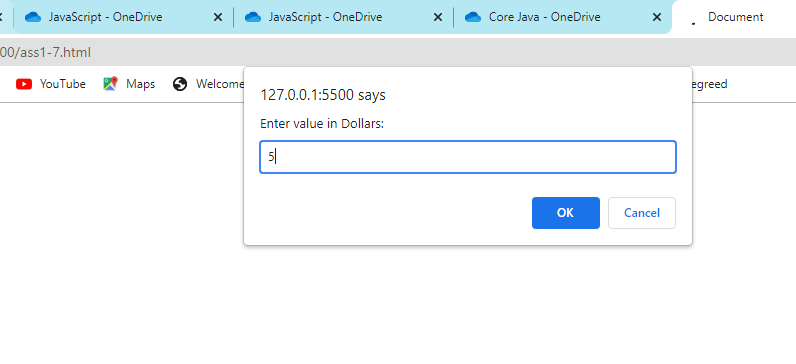 JavaScript - OneDrive
JavaScript - OneDrive
Core Java - OneDrive
Document
00/ass1-7.html
YouTube
Maps
Welcome
egreed
127.0.0.1:5500 says
Enter value in Dollars:
5
OK
Cancel